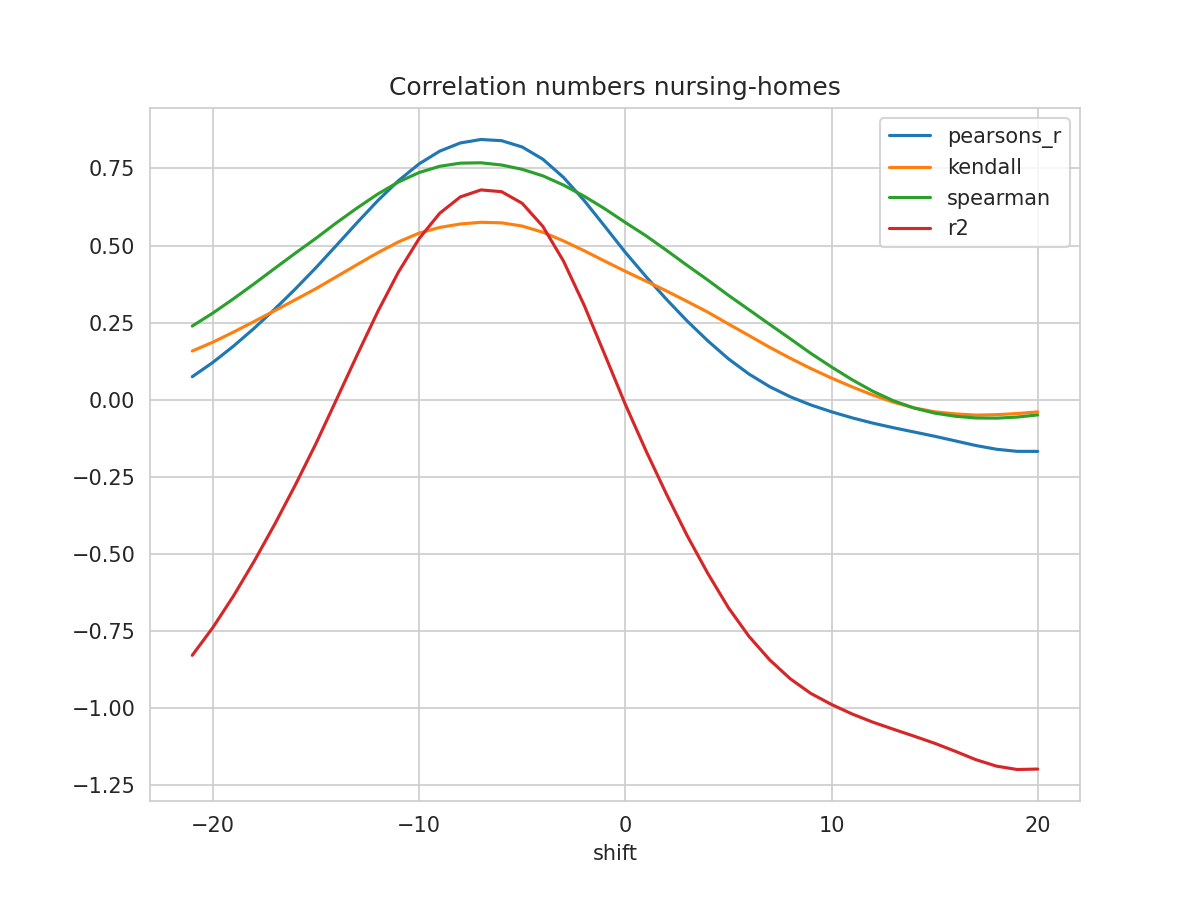 Correlation numbers nursing-homes
pearsons_r
kendall
spearman
r2
0.75
0.50
0.25
0.00
−0.25
−0.50
−0.75
−1.00
−1.25
−20 −10 0 10 20
shift